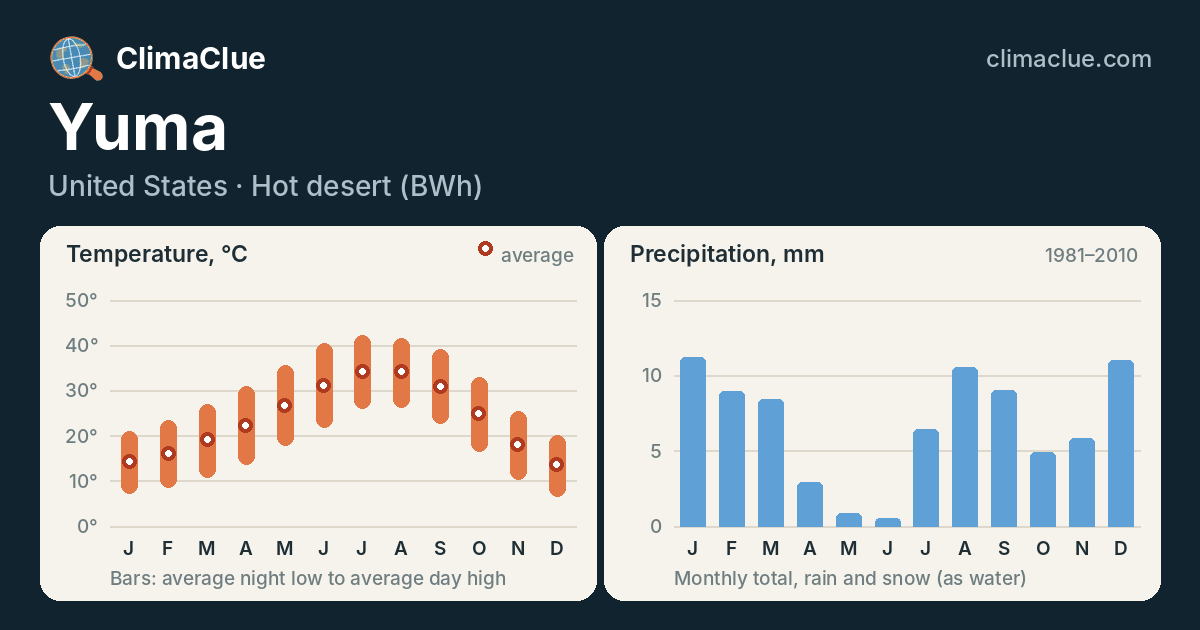 ClimaClue
climaclue.com
Yuma
United States · Hot desert (BWh)
Temperature, °C
average
50°
40°
30°
20°
10°
0°
J F M A M J J A S O N D
Bars: average night low to average day high
Precipitation, mm
1981–2010
15
10
5
0
J F M A M J J A S O N D
Monthly total, rain and snow (as water)